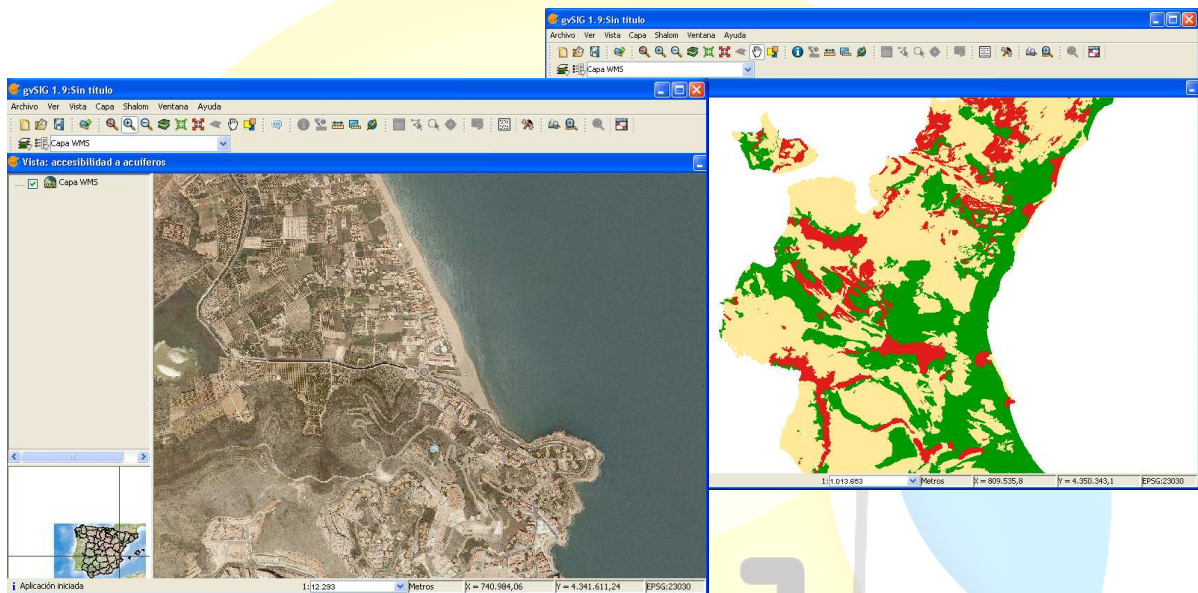 gvSIG 1.9:Sin título
Archivo Ver Vista Capa Shalom Ventana Ayuda
Capa WMS
1:1.013.653 Metros X = 809.535,8 Y = 4.350.343,1 EPSG:23030
gvSIG 1.9:Sin título
Archivo Ver Vista Capa Shalom Ventana Ayuda
Capa WMS
Vista: accesibilidad a acuíferos
Capa WMS
Aplicación iniciada 1:12.293 Metros X = 740.984,06 Y = 4.341.611,24 EPSG:23030